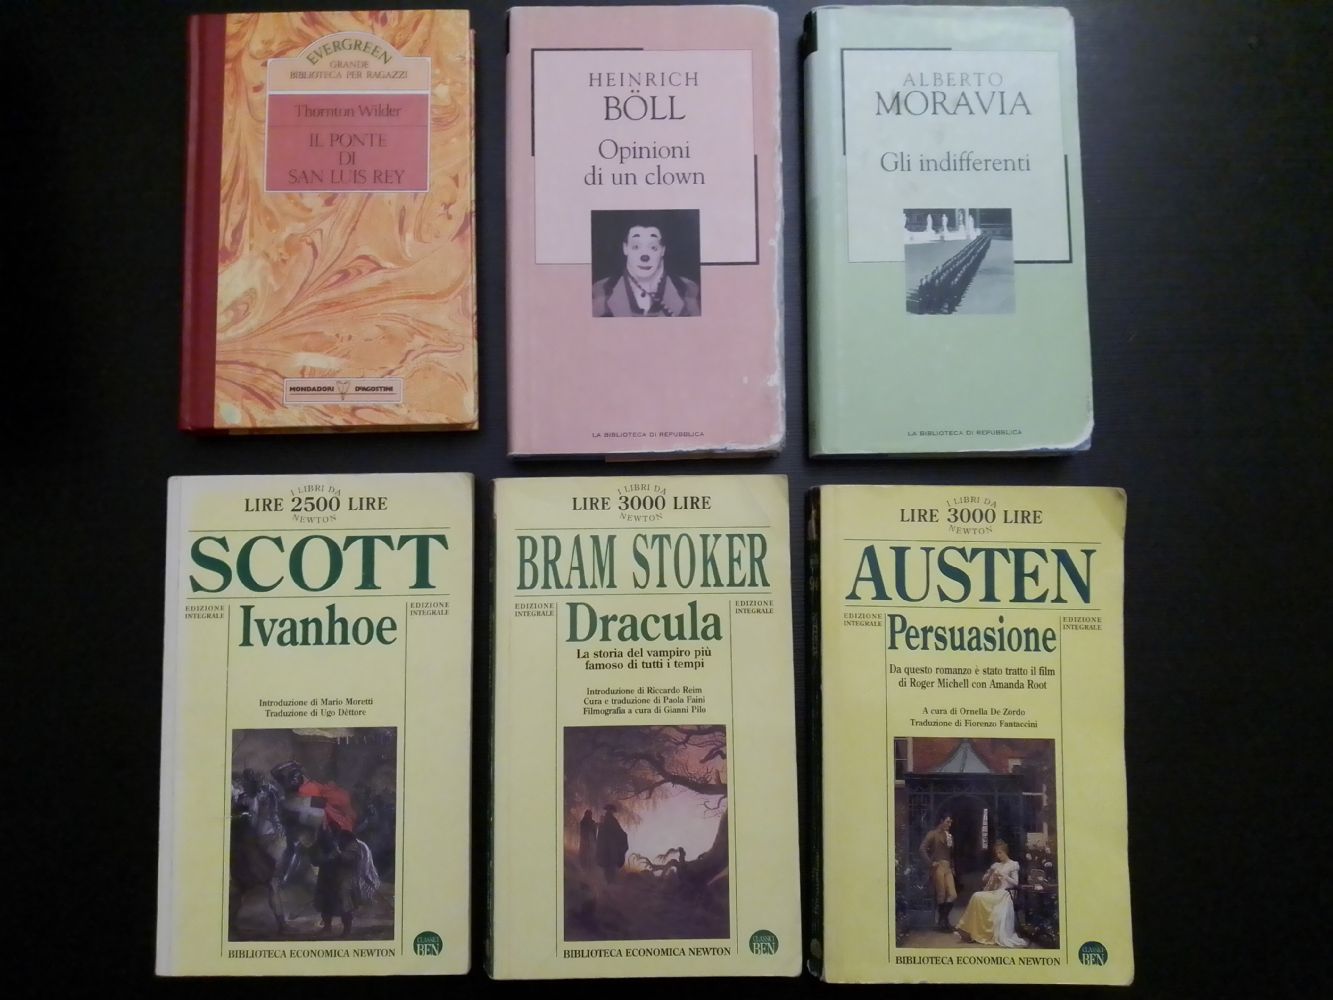 EVERGREEN
GRANDE
BIBLIOTECA PER RAGAZZI
Thornton Wilder
IL PONTE
DI
SAN LUIS REY
MONDADORI DEAGOSTINI
HEINRICH
BÖLL
Opinioni
di un clown
LA BIBLIOTECA DI REPUBBLICA
ALBERTO
MORAVIA
Gli indifferenti
LA BIBLIOTECA DI REPUBBLICA
I LIBRI DA
LIRE 2500 LIRE
NEWTON
SCOTT
EDIZIONE
INTEGRALE
Ivanhoe
EDIZIONE
INTEGRALE
Introduzione di Mario Moretti
Traduzione di Ugo Dèttore
BIBLIOTECA ECONOMICA NEWTON
CLASSICI
BEN
I LIBRI DA
LIRE 3000 LIRE
NEWTON
BRAM STOKER
EDIZIONE
INTEGRALE
Dracula
EDIZIONE
INTEGRALE
La storia del vampiro più
famoso di tutti i tempi
Introduzione di Riccardo Reim
Cura e traduzione di Paola Faini
Filmografia a cura di Gianni Pilo
BIBLIOTECA ECONOMICA NEWTON
CLASSICI
BEN
I LIBRI DA
LIRE 3000 LIRE
NEWTON
AUSTEN
EDIZIONE
INTEGRALE
Persuasione
EDIZIONE
INTEGRALE
Da questo romanzo è stato tratto il film
di Roger Michell con Amanda Root
A cura di Ornella De Zordo
Traduzione di Fiorenzo Fantaccini
BIBLIOTECA ECONOMICA NEWTON
CLASSICI
BEN